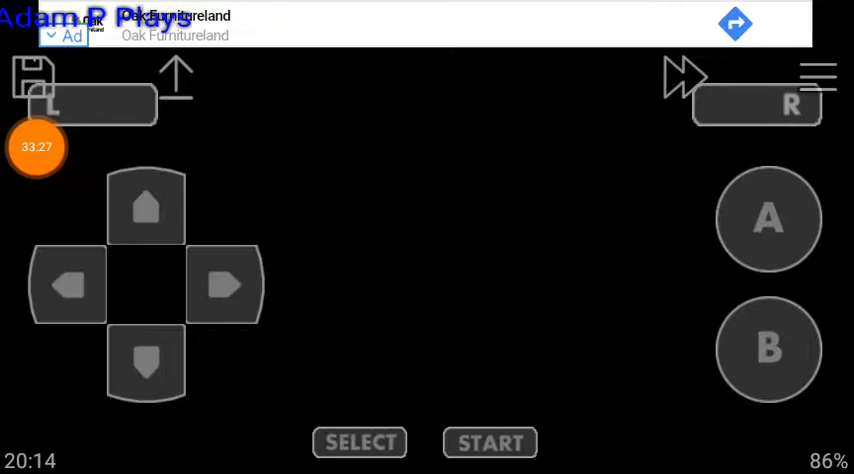 Adam P Plays
Oak Furnitureland
Ad
Oak Furnitureland
L
R
33:27
A
B
SELECT
START
20:14
86%